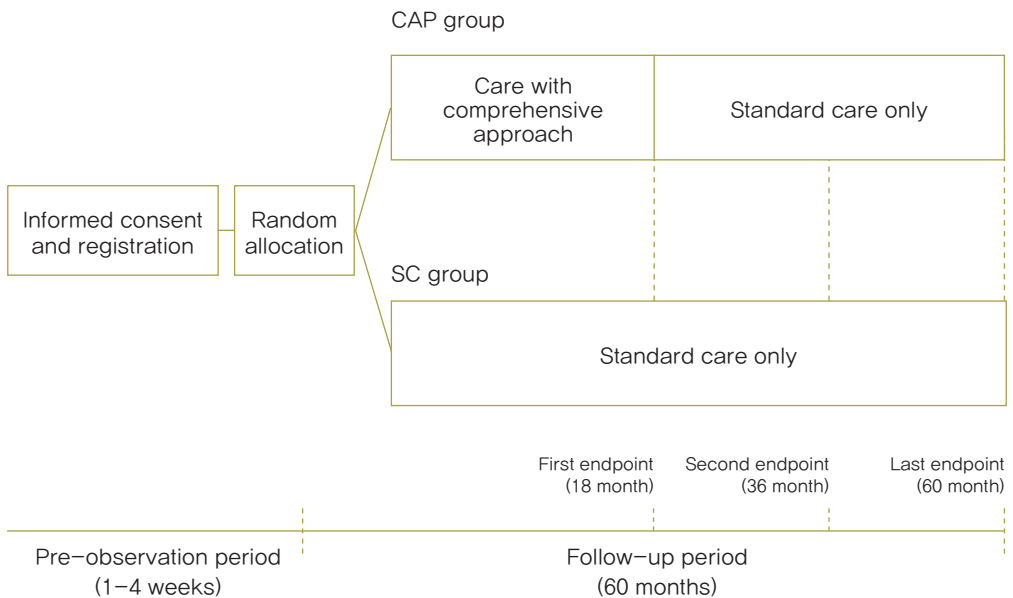 CAP group
Care with
comprehensive
approach
Standard care only
Informed consent
and registration
Random
allocation
SC group
Standard care only
First endpoint
(18 month)
Second endpoint
(36 month)
Last endpoint
(60 month)
Pre-observation period
(1-4 weeks)
Follow-up period
(60 months)